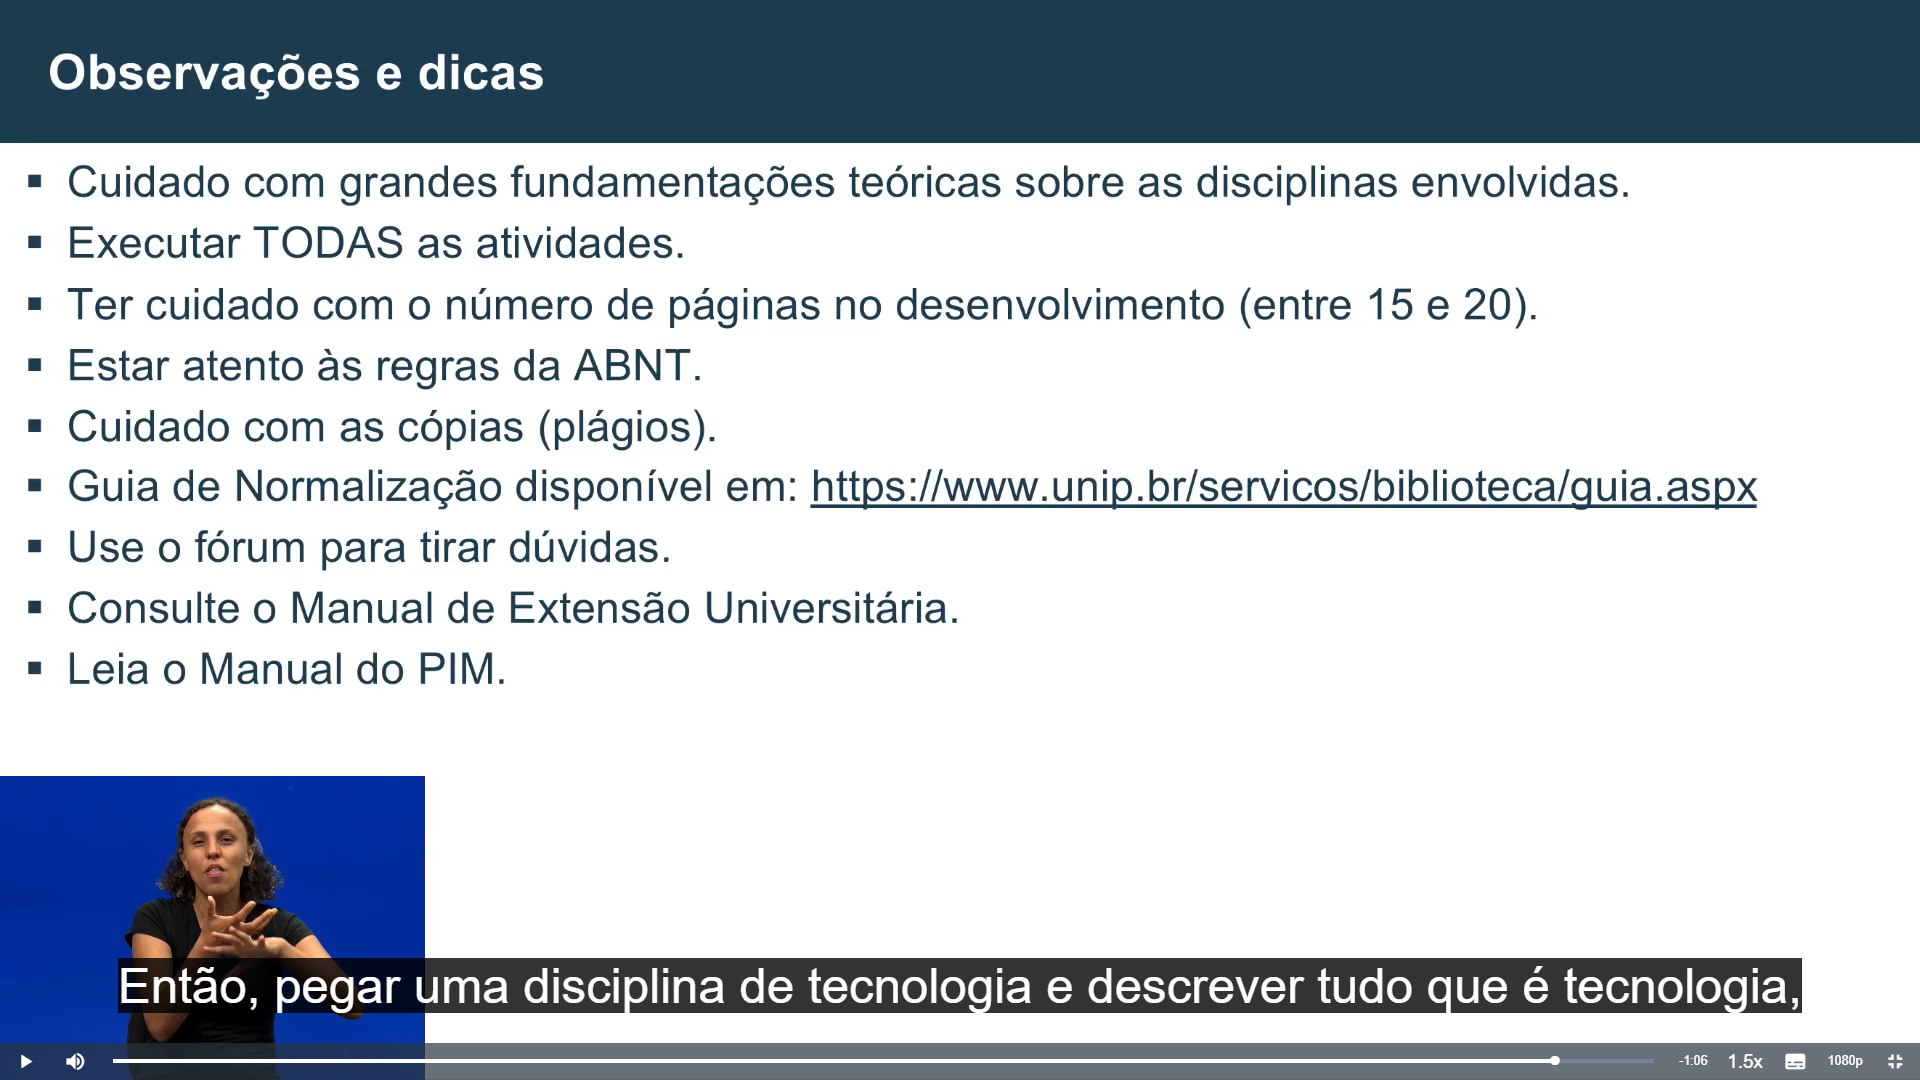 Observações e dicas
▪ Cuidado com grandes fundamentações teóricas sobre as disciplinas envolvidas.
▪ Executar TODAS as atividades.
▪ Ter cuidado com o número de páginas no desenvolvimento (entre 15 e 20).
▪ Estar atento às regras da ABNT.
▪ Cuidado com as cópias (plágios).
▪ Guia de Normalização disponível em: https://www.unip.br/servicos/biblioteca/guia.aspx
▪ Use o fórum para tirar dúvidas.
▪ Consulte o Manual de Extensão Universitária.
▪ Leia o Manual do PIM.
Então, pegar uma disciplina de tecnologia e descrever tudo que é tecnologia,
-1:06 1.5x 1080p